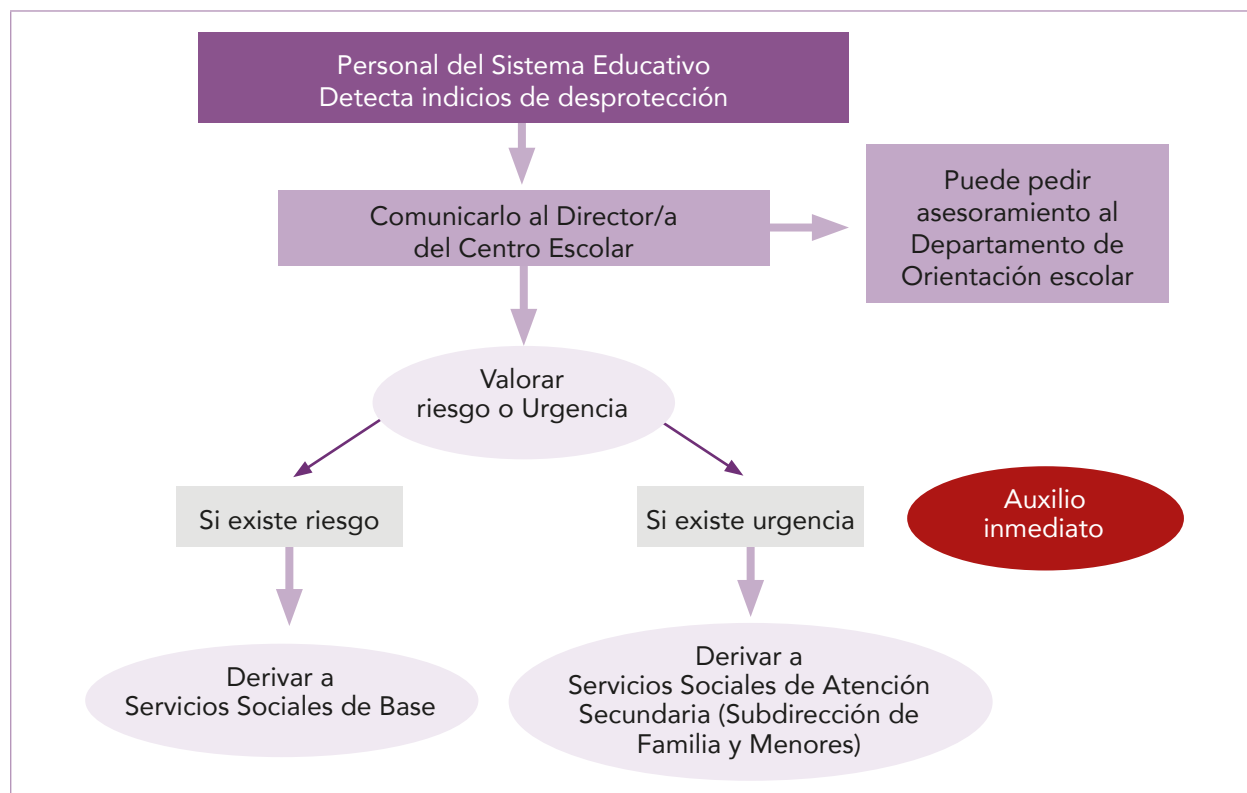 Personal del Sistema Educativo
Detecta indicios de desprotección
Comunicarlo al Director/a
del Centro Escolar
Puede pedir
asesoramiento al
Departamento de
Orientación escolar
Valorar
riesgo o Urgencia
Si existe riesgo
Si existe urgencia
Auxilio
inmediato
Derivar a
Servicios Sociales de Base
Derivar a
Servicios Sociales de Atención
Secundaria (Subdirección de
Familia y Menores)